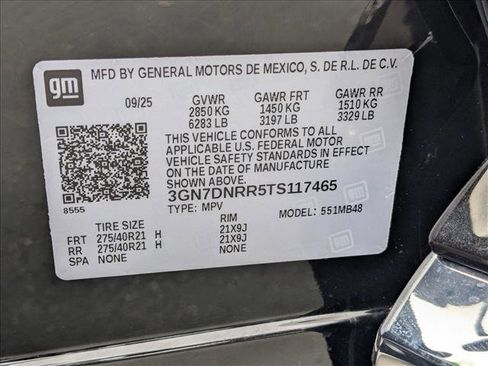 gm
MFD BY GENERAL MOTORS DE MEXICO, S. DE R.L. DE C.V.
09/25 GVWR GAWR FRT GAWR RR
2850 KG 1450 KG 1510 KG
6283 LB 3197 LB 3329 LB
THIS VEHICLE CONFORMS TO ALL
APPLICABLE U.S. FEDERAL MOTOR
VEHICLE SAFETY STANDARDS IN EFFECT
ON THE DATE OF MANUFACTURE
SHOWN ABOVE.
3GN7DNRR5TS117465
8555 TYPE: MPV MODEL: 551MB48
TIRE SIZE RIM
FRT 275/40R21 H 21X9J
RR 275/40R21 H 21X9J
SPA NONE NONE